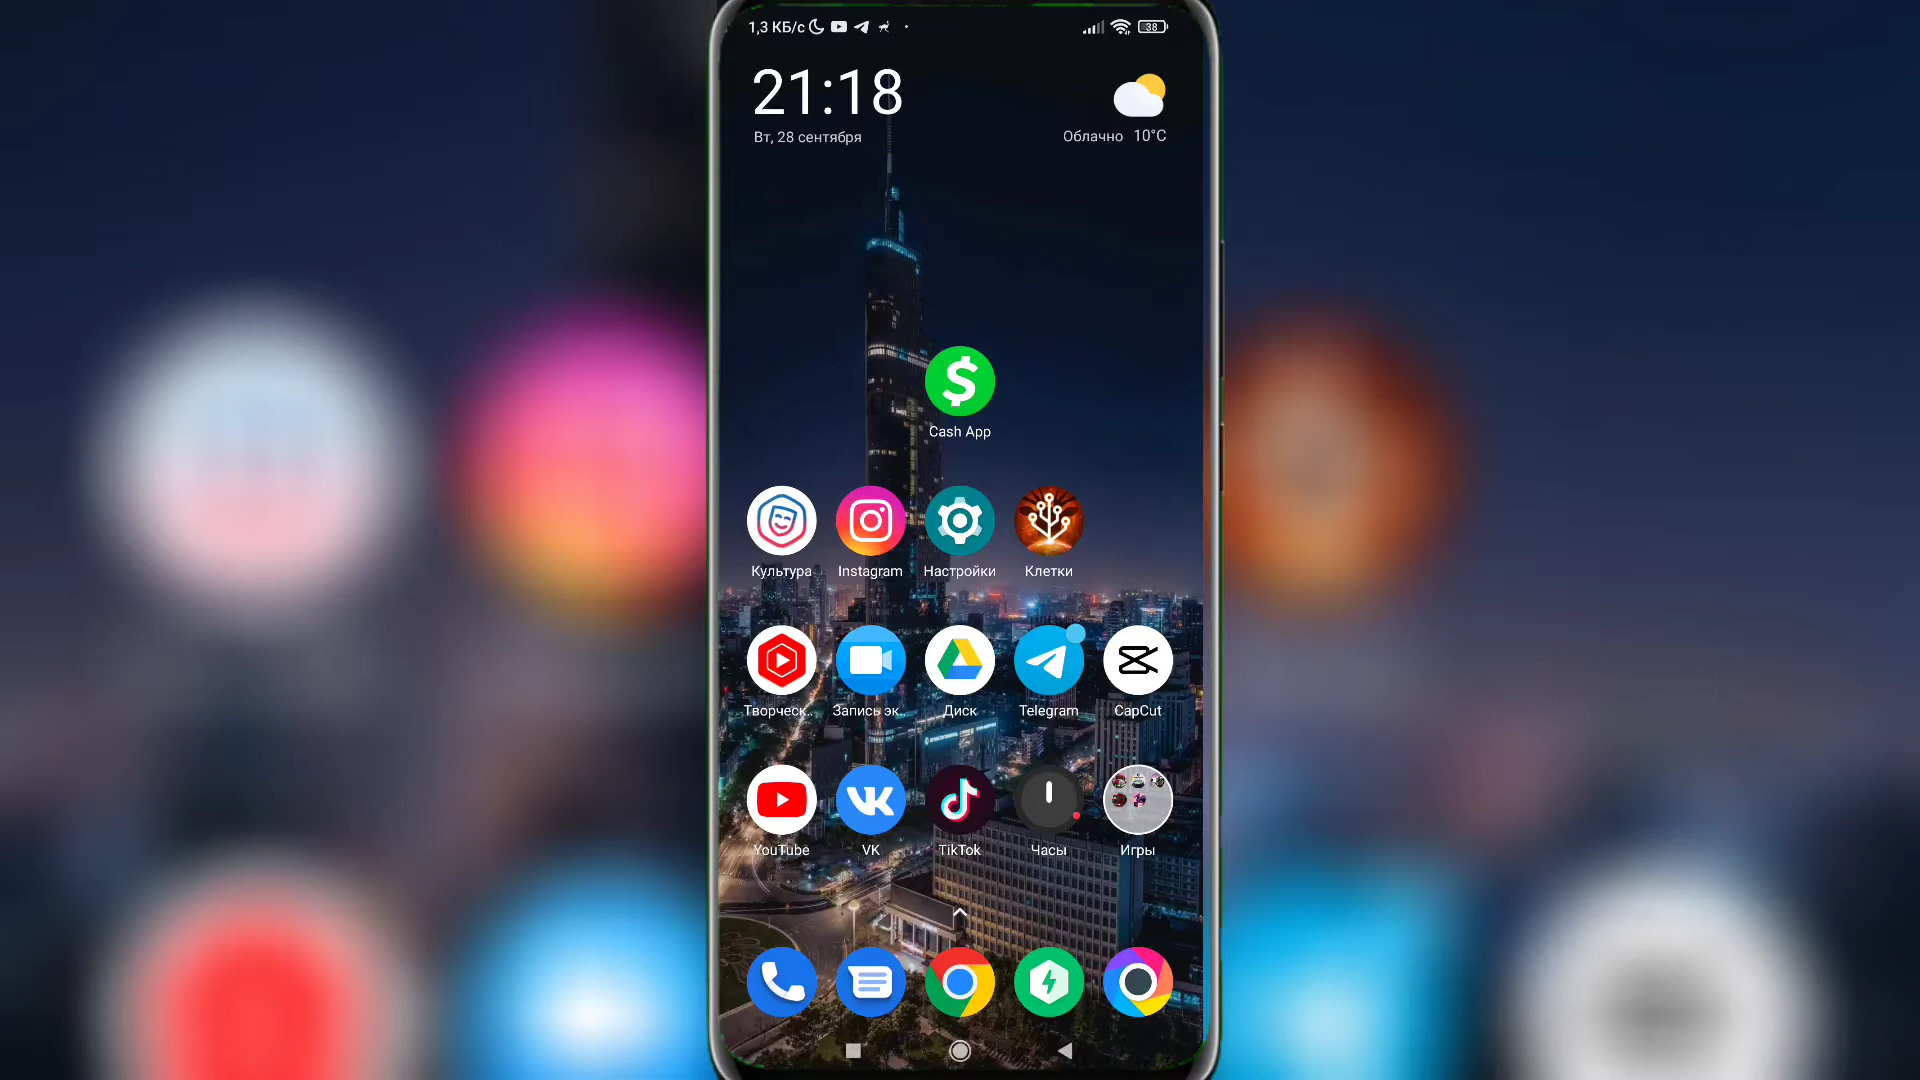 1,3 КБ/с
38
21:18
Вт, 28 сентября
Облачно 10°C
Cash App
Культура
Instagram
Настройки
Клетки
Творческ..
Запись эк..
Диск
Telegram
CapCut
YouTube
VK
TikTok
Часы
Игры